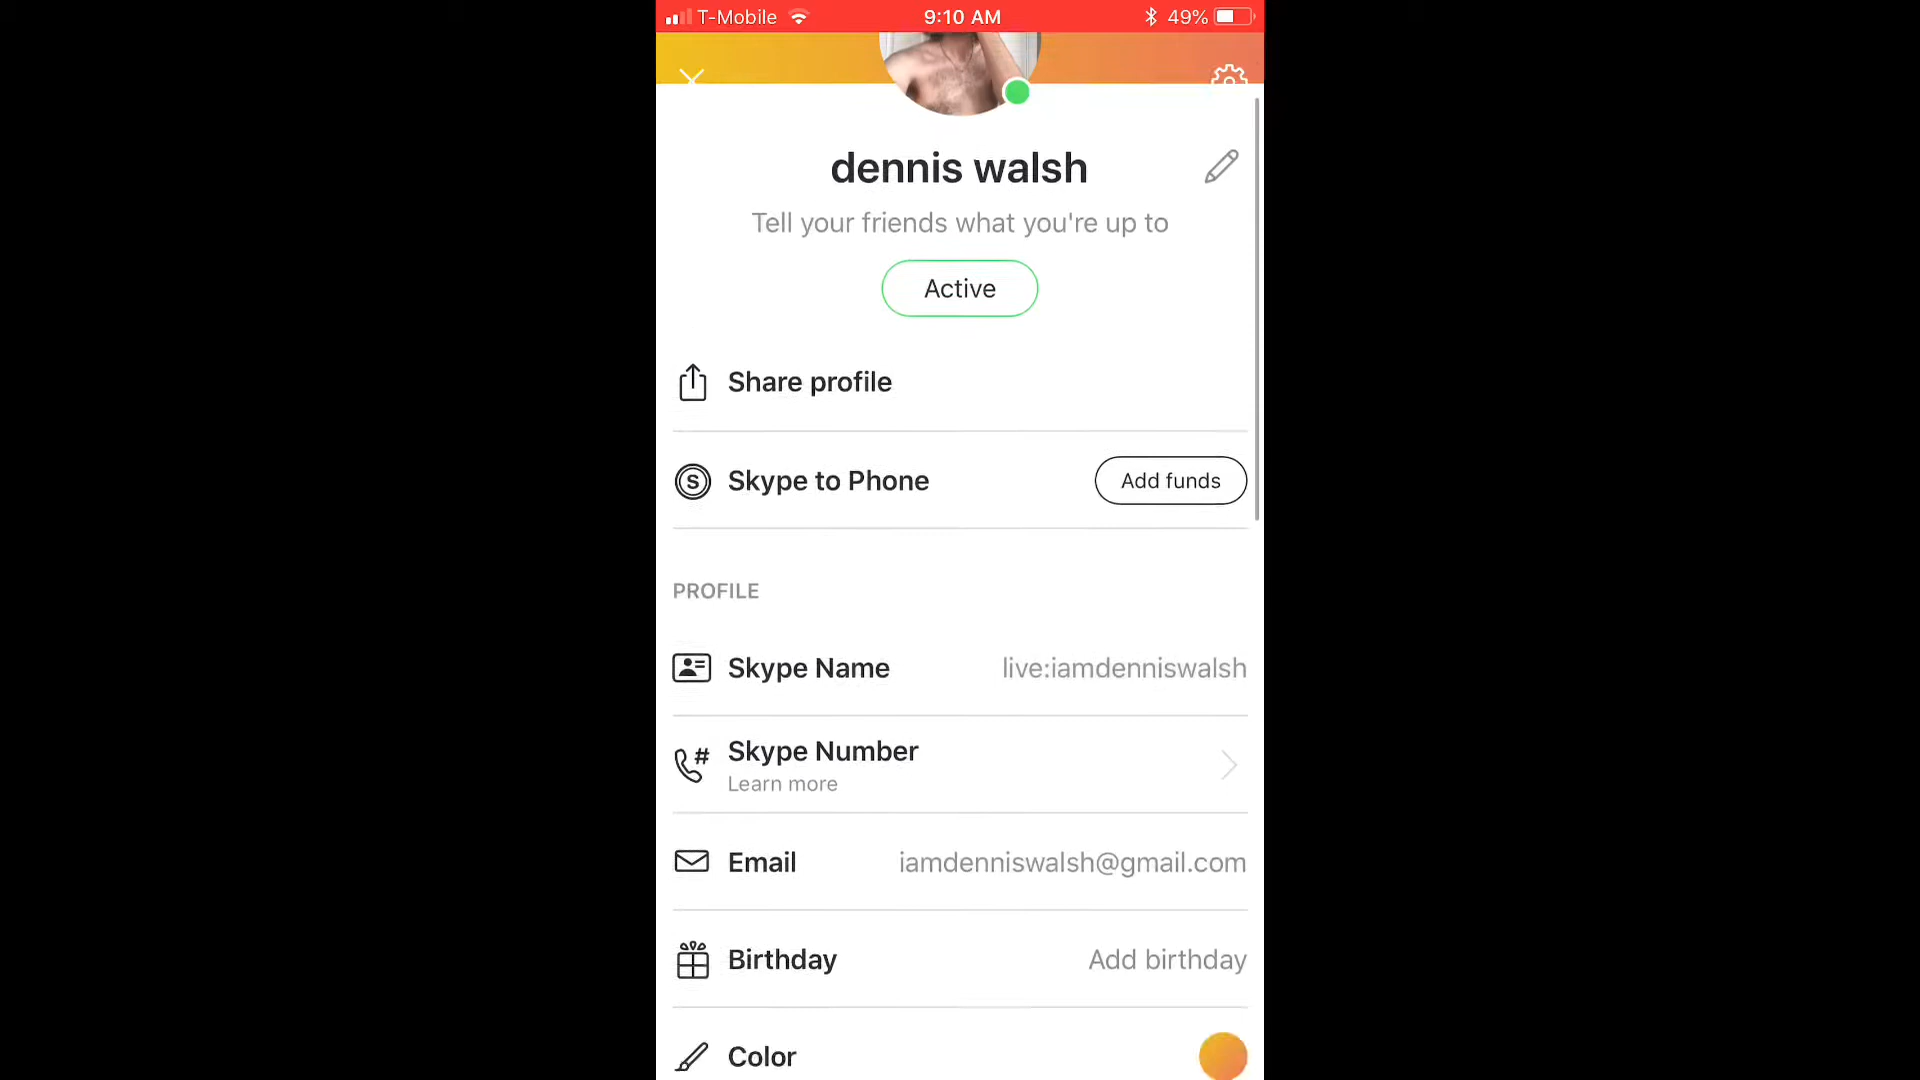 T-Mobile 9:10 AM 49%
dennis walsh
Tell your friends what you're up to
Active
Share profile
S Skype to Phone Add funds
PROFILE
Skype Name live:iamdenniswalsh
# Skype Number
Learn more
Email iamdenniswalsh@gmail.com
Birthday Add birthday
Color